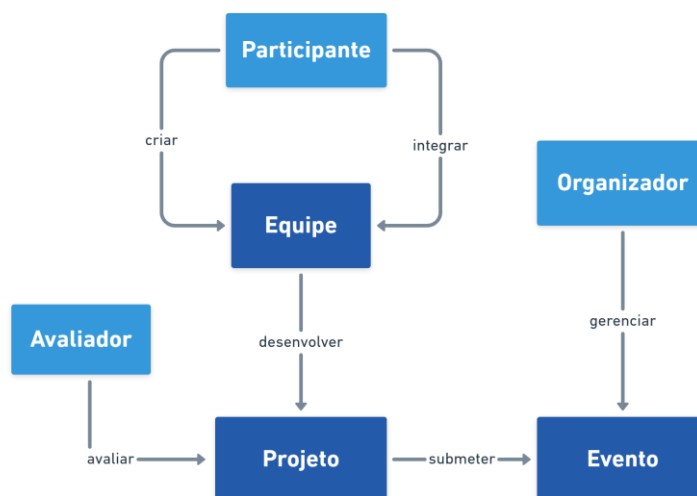 Participante
criar
integrar
Organizador
Equipe
Avaliador
desenvolver
gerenciar
avaliar
Projeto
submeter
Evento